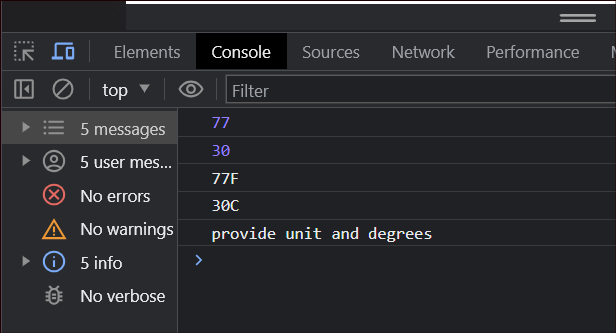 Elements Console Sources Network Performance
top Filter
5 messages
5 user mes...
No errors
No warnings
5 info
No verbose
77
30
77F
30C
provide unit and degrees